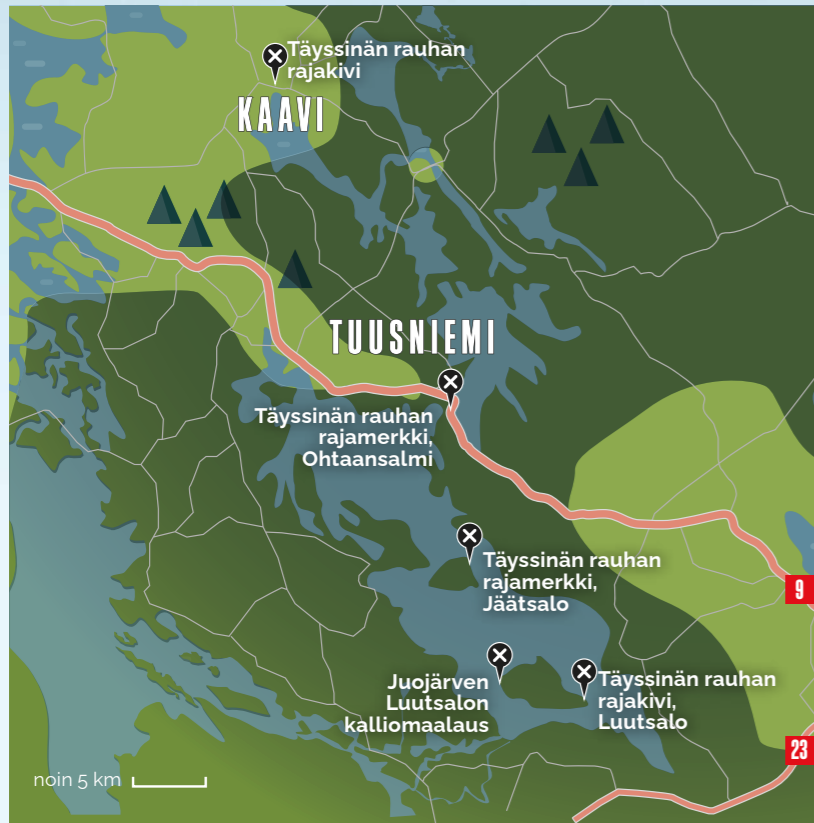 Täyssinän rauhan
rajakivi
KAAVI
TUUSNIEMI
Täyssinän rauhan
rajamerkki,
Ohtaansalmi
Täyssinän rauhan
rajamerkki,
Jäätsalo
9
Juojärven
Luutsalon
kalliomaalaus
Täyssinän rauhan
rajakivi,
Luutsalo
23
noin 5 km